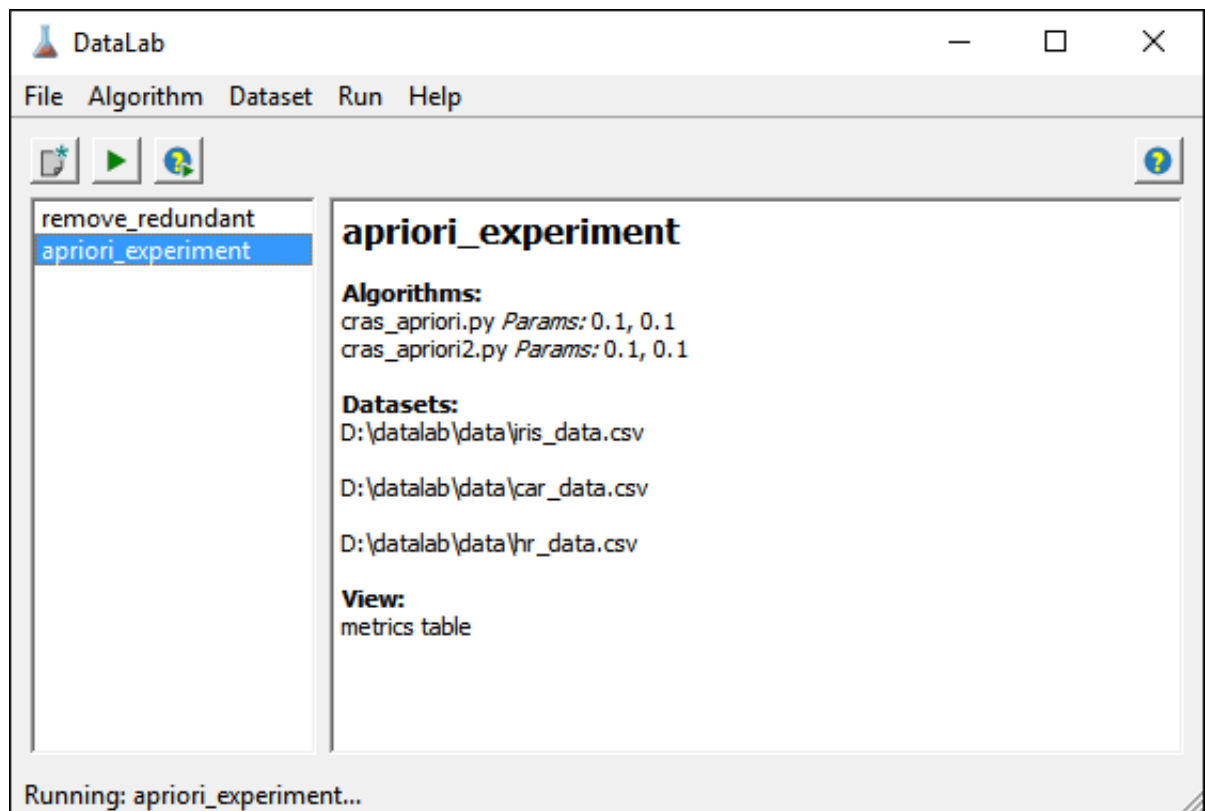 DataLab
File Algorithm Dataset Run Help
remove_redundant
apriori_experiment
apriori_experiment
Algorithms:
cras_apriori.py Params: 0.1, 0.1
cras_apriori2.py Params: 0.1, 0.1
Datasets:
D:\datalab\data\iris_data.csv
D:\datalab\data\car_data.csv
D:\datalab\data\hr_data.csv
View:
metrics table
Running: apriori_experiment...